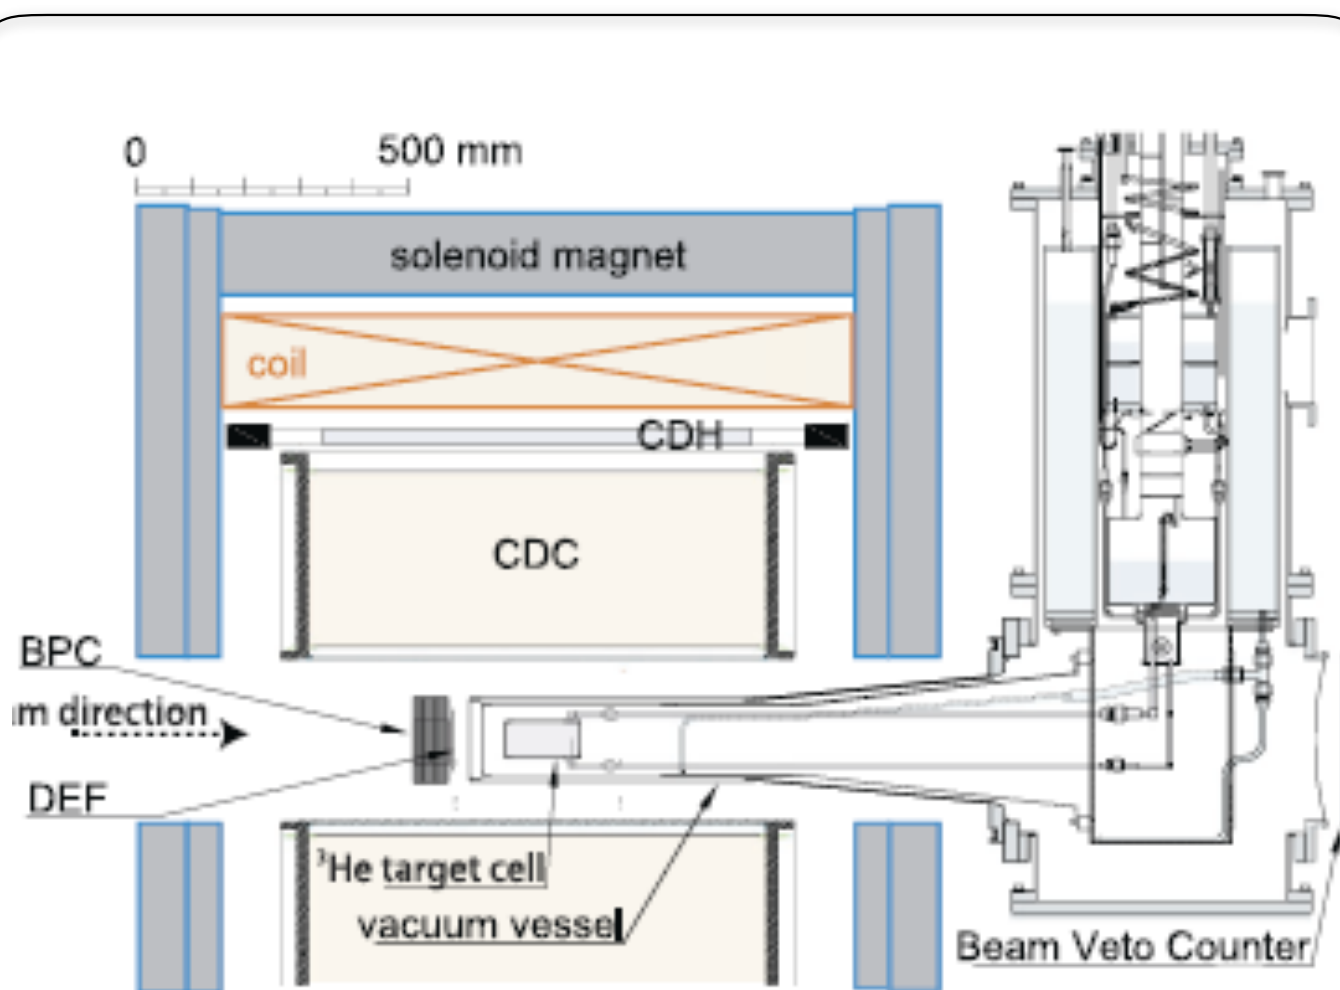 0 500 mm
solenoid magnet
coil
CDH
CDC
BPC
m direction
DEF
³He target cell
vacuum vessel
Beam Veto Counter